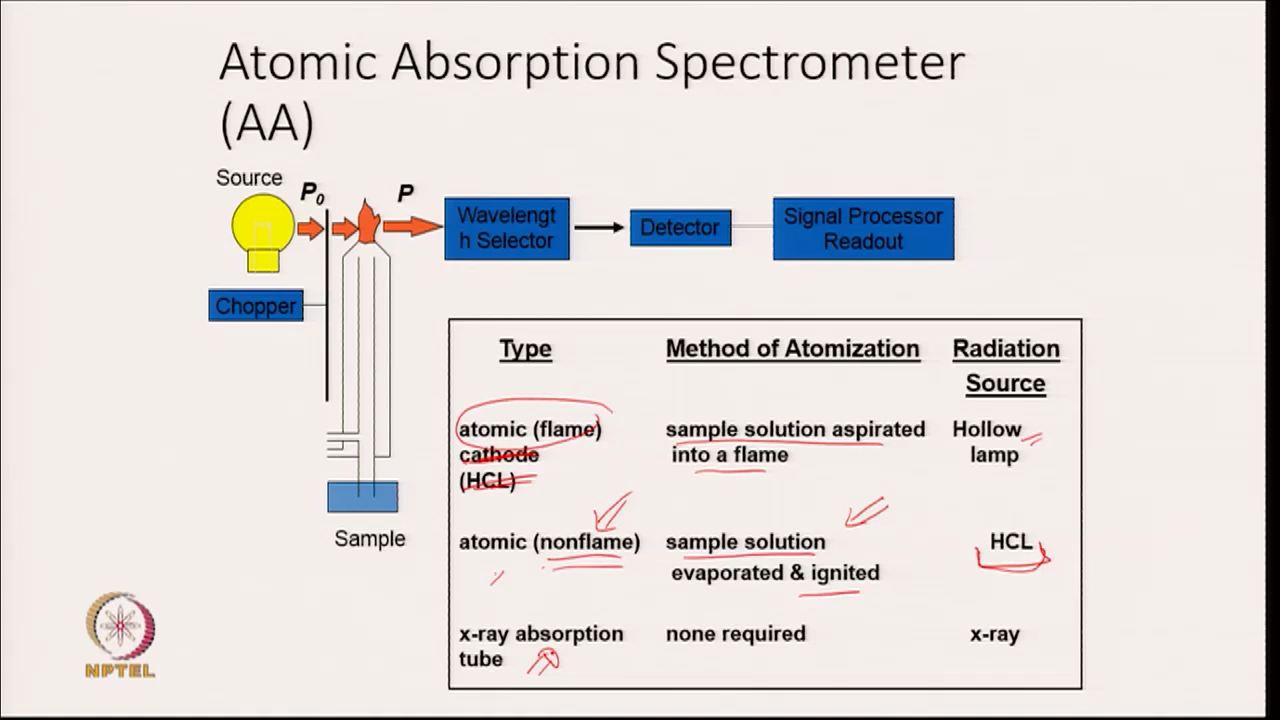 Atomic Absorption Spectrometer
(AA)
Source
P0
P
Wavelengt
h Selector
Detector
Signal Processor
Readout
Chopper
Sample
Type
Method of Atomization
Radiation
Source
atomic (flame)
sample solution aspirated
Hollow
cathode
into a flame
lamp
(HCL)
atomic (nonflame)
sample solution
HCL
evaporated & ignited
x-ray absorption
none required
x-ray
tube
NPTEL